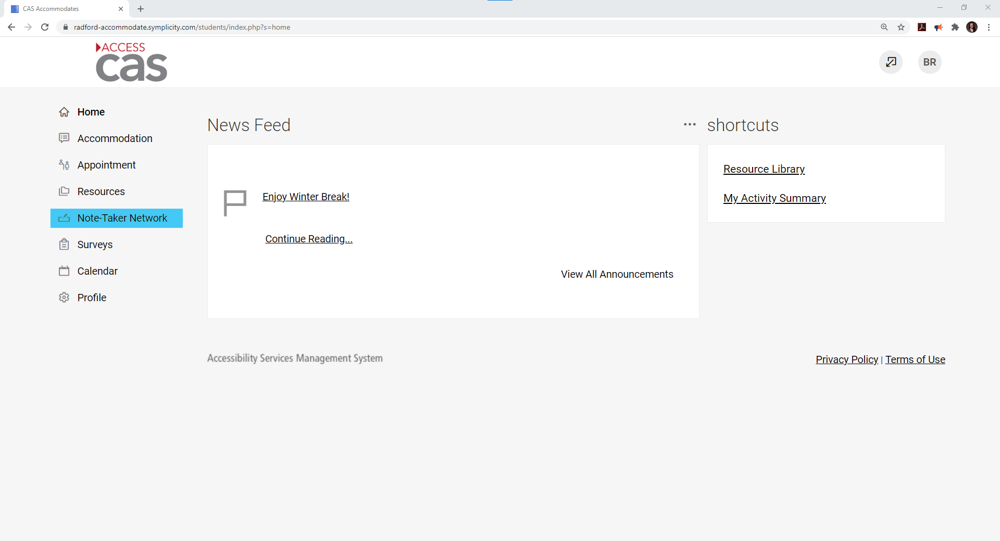 CAS Accommodates
radford-accommodate.symplicity.com/students/index.php?s=home
ACCESS
cas
BR
Home
Accommodation
Appointment
Resources
Note-Taker Network
Surveys
Calendar
Profile
News Feed
Enjoy Winter Break!
Continue Reading...
View All Announcements
shortcuts
Resource Library
My Activity Summary
Accessibility Services Management System
Privacy Policy | Terms of Use